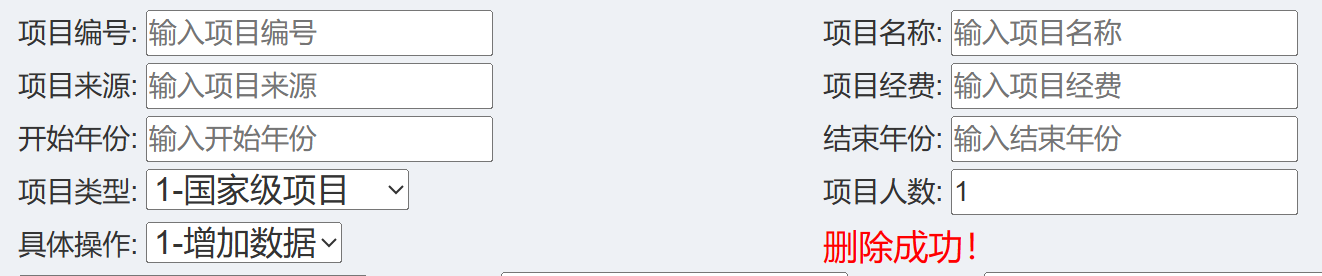 项目编号: 输入项目编号 项目名称: 输入项目名称
项目来源: 输入项目来源 项目经费: 输入项目经费
开始年份: 输入开始年份 结束年份: 输入结束年份
项目类型: 1-国家级项目 项目人数: 1
具体操作: 1-增加数据 删除成功！